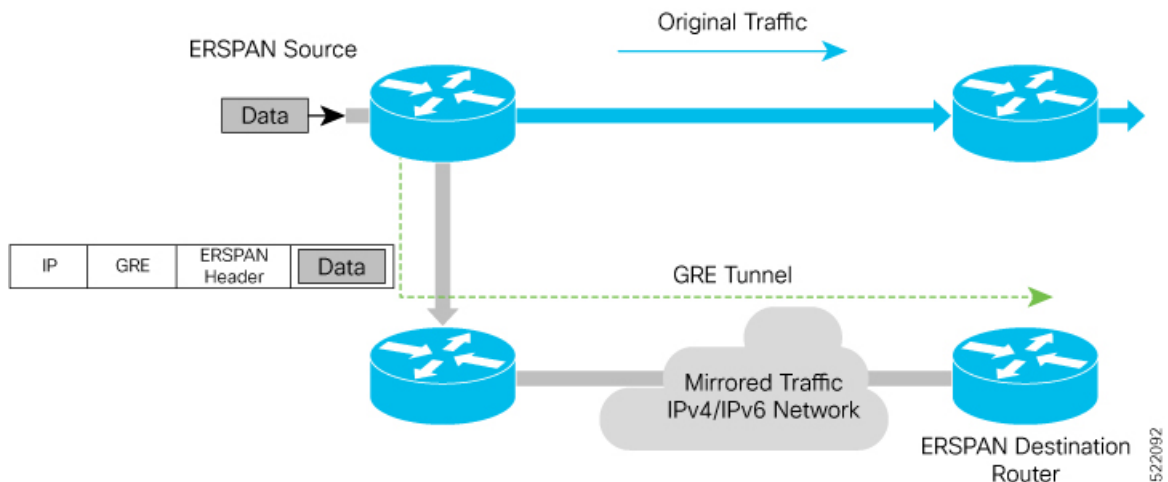 Original Traffic
ERSPAN Source
Data
IP
GRE
ERSPAN
Header
Data
GRE Tunnel
Mirrored Traffic
IPv4/IPv6 Network
ERSPAN Destination
Router
522092